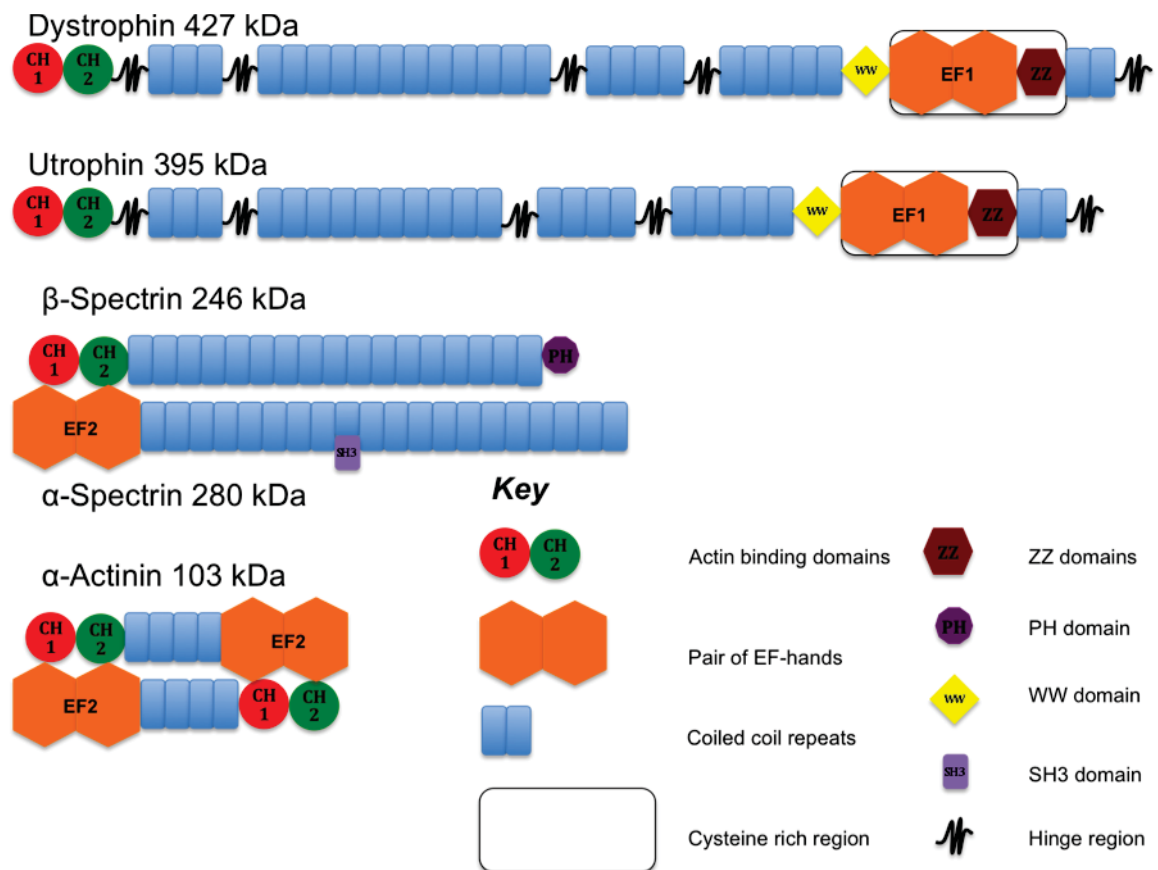 Dystrophin 427 kDa
CH 1 CH 2 WW EF1 ZZ
Utrophin 395 kDa
CH 1 CH 2 WW EF1 ZZ
β-Spectrin 246 kDa
CH 1 CH 2 PH
EF2 SH3
α-Spectrin 280 kDa
α-Actinin 103 kDa
CH 1 CH 2 EF2
EF2 CH 1 CH 2
Key
CH 1 CH 2 Actin binding domains
Pair of EF-hands
Coiled coil repeats
Cysteine rich region
ZZ ZZ domains
PH PH domain
WW WW domain
SH3 SH3 domain
Hinge region